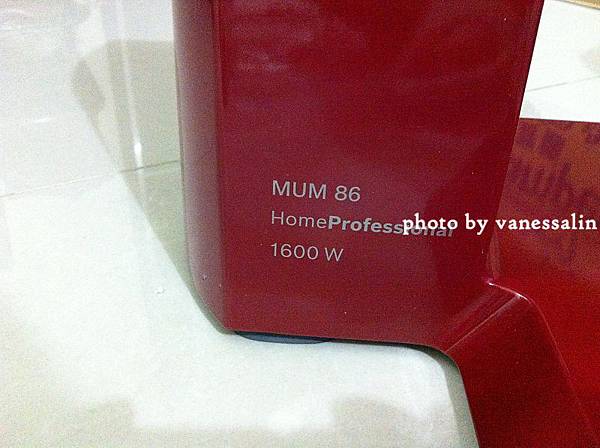 MUM 86
HomeProfessional
photo by vanessalin
1600 W